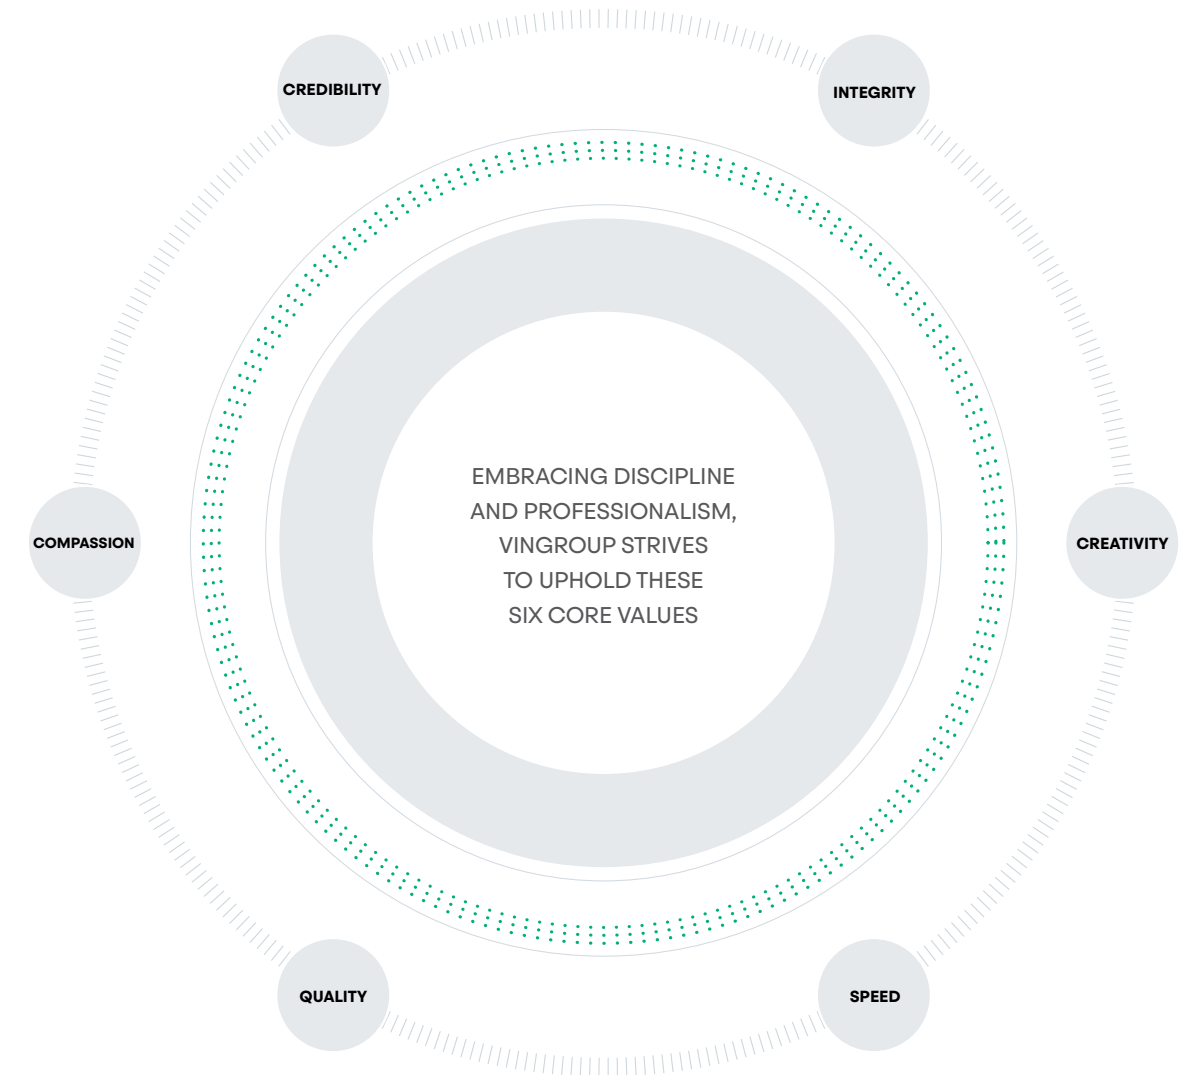 CREDIBILITY
INTEGRITY
EMBRACING DISCIPLINE
AND PROFESSIONALISM,
VINGROUP STRIVES
TO UPHOLD THESE
SIX CORE VALUES
COMPASSION
CREATIVITY
QUALITY
SPEED